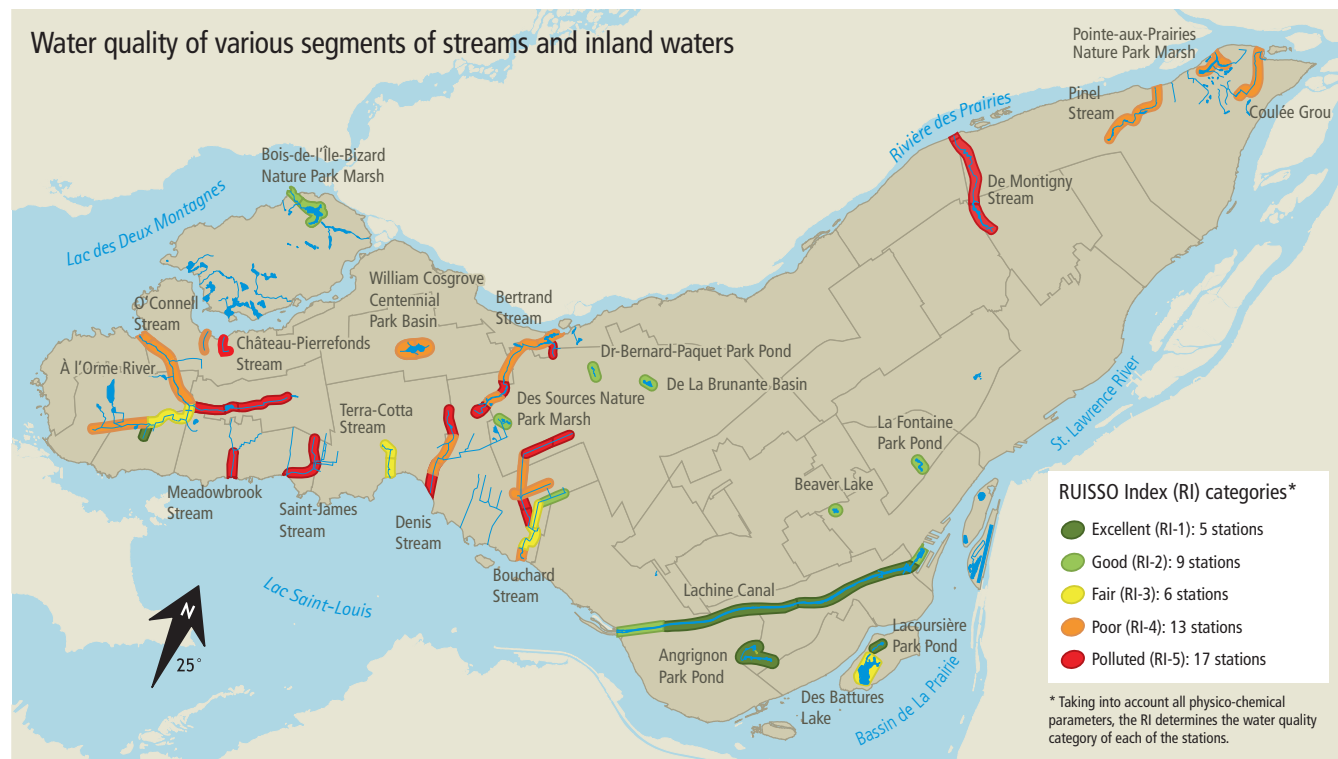 Water quality of various segments of streams and inland waters
Pointe-aux-Prairies
Nature Park Marsh
Pinel
Stream
Coulée Grou
Rivière des Prairies
De Montigny
Stream
Bois-de-l'Île-Bizard
Nature Park Marsh
Lac des Deux Montagnes
William Cosgrove
Centennial
Park Basin
Bertrand
Stream
O'Connell
Stream
Château-Pierrefonds
Stream
Dr-Bernard-Paquet Park Pond
À l'Orme River
De La Brunante Basin
Des Sources Nature
Park Marsh
Terra-Cotta
Stream
La Fontaine
Park Pond
St. Lawrence River
Beaver Lake
Meadowbrook
Stream
Saint-James
Stream
Denis
Stream
Bouchard
Stream
Lac Saint-Louis
Lachine Canal
Lacoursière
Park Pond
Angrignon
Park Pond
Des Battures
Lake
Bassin de La Prairie
N
25°
RUISSO Index (RI) categories*
Excellent (RI-1): 5 stations
Good (RI-2): 9 stations
Fair (RI-3): 6 stations
Poor (RI-4): 13 stations
Polluted (RI-5): 17 stations
* Taking into account all physico-chemical
parameters, the RI determines the water quality
category of each of the stations.